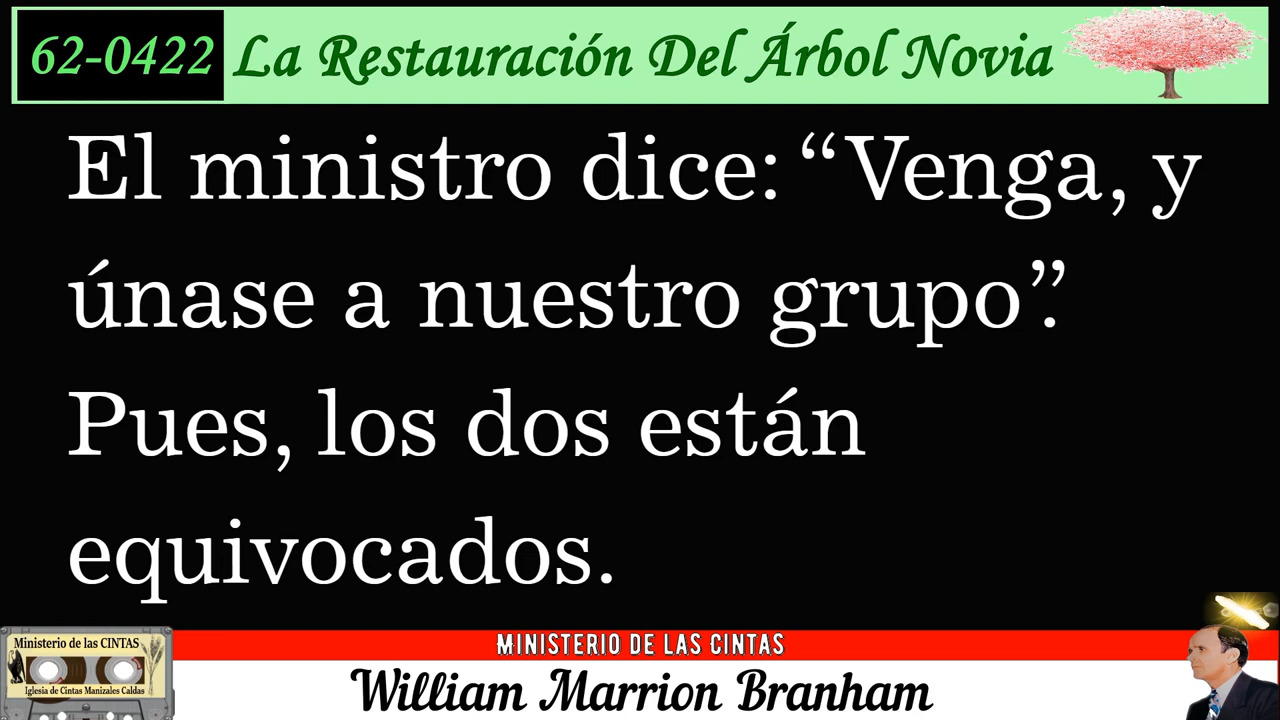 62-0422 La Restauración Del Árbol Novia
El ministro dice: “Venga, y
únase a nuestro grupo”.
Pues, los dos están
equivocados.
MINISTERIO DE LAS CINTAS
William Marrion Branham
Ministerio de las CINTAS
Iglesia de Cintas Manizales Caldas